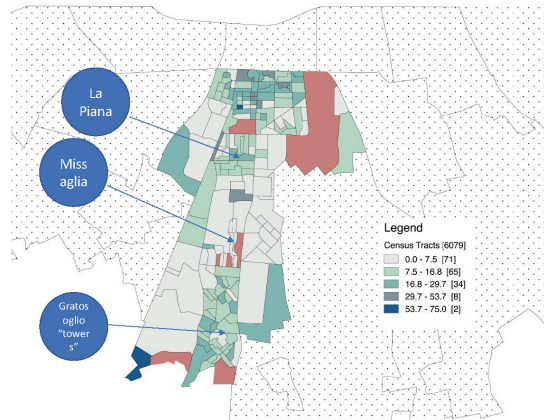 La
Piana
Miss
aglia
Gratos
oglio
"tower
s"
Legend
Census Tracts [6079]
0.0 - 7.5 [71]
7.5 - 16.8 [65]
16.8 - 29.7 [34]
29.7 - 53.7 [8]
53.7 - 75.0 [2]